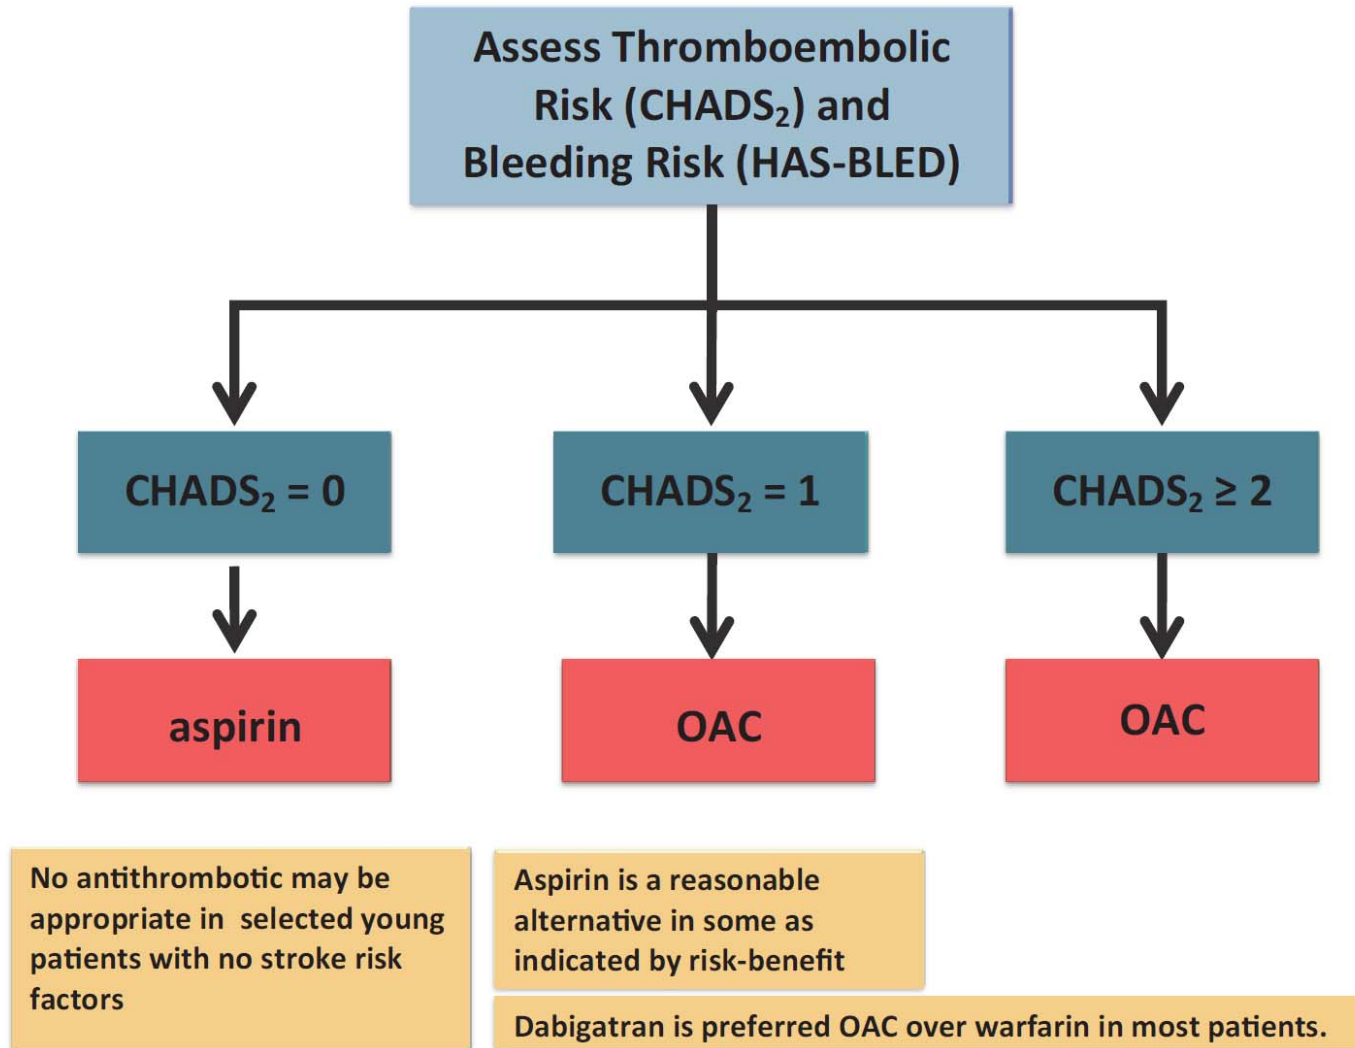 Assess Thromboembolic
Risk (CHADS₂) and
Bleeding Risk (HAS-BLED)
CHADS₂ = 0
CHADS₂ = 1
CHADS₂ ≥ 2
aspirin
OAC
OAC
No antithrombotic may be
appropriate in selected young
patients with no stroke risk
factors
Aspirin is a reasonable
alternative in some as
indicated by risk-benefit
Dabigatran is preferred OAC over warfarin in most patients.